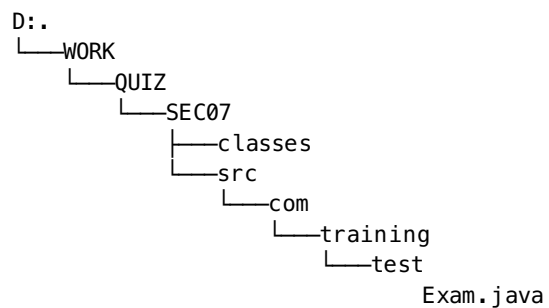 D:.
└───WORK
    └───QUIZ
        └───SEC07
            ├───classes
            └───src
                └───com
                    └───training
                        └───test
                                Exam.java